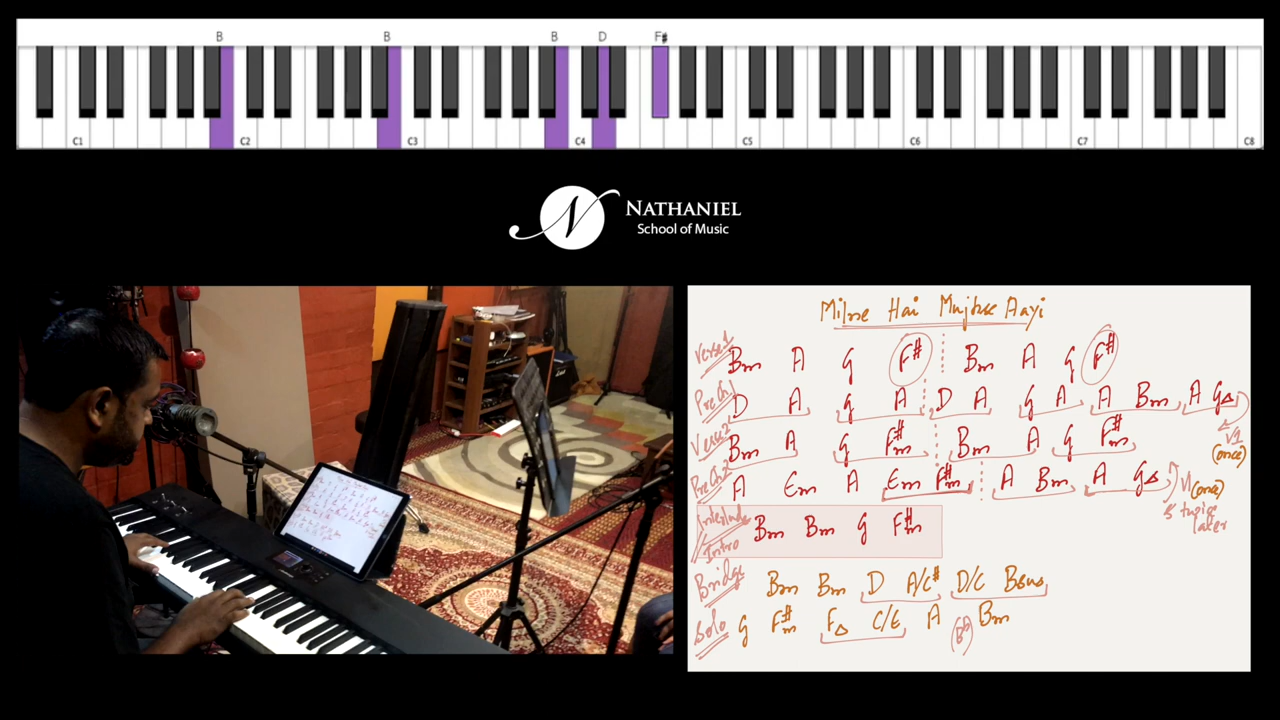 B B B D F#
C1 C2 C3 C4 C5 C6 C7 C8
NATHANIEL
School of Music
Milne Hai Mujhse Aayi
Verse1 Bm A G F# Bm A G F#
PreCh1 D A G A D A G A A Bm A G△
V1
(once)
Verse2 Bm A G F#m Bm A G F#m
PreCh2 A Em A Em F#m A Bm A G△
V1 (once)
& twice later
Interlude Bm Bm G F#m
Intro
Bridge Bm Bm D A/C# D/C Bsus
Solo G F#m F△ C/E A Bm